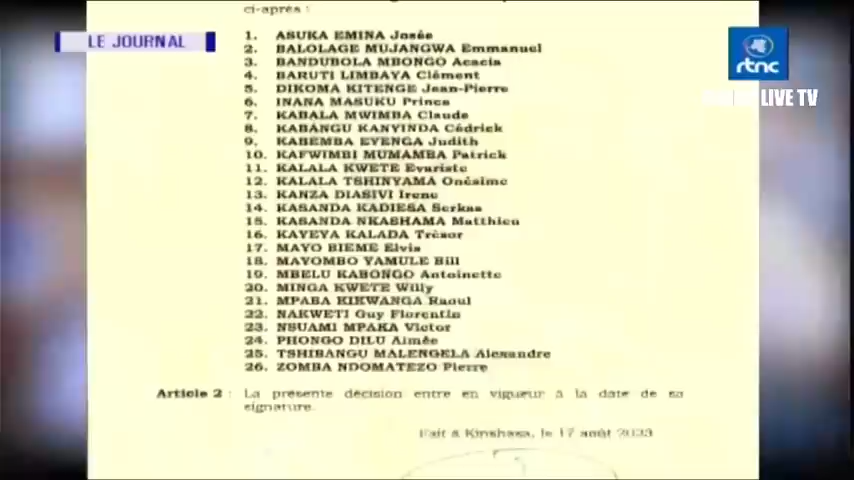 ci-après :
LE JOURNAL
rtnc
LIVE TV
1. ASUKA EMINA Josée
2. BALOLAGE MUJANGWA Emmanuel
3. BANDUBOLA MBONGO Acacia
4. BARUTI LIMBAYA Clément
5. DIKOMA KITENGE Jean-Pierre
6. INANA MASUKU Prince
7. KABALA MWIMBA Claude
8. KABANGU KANYINDA Cédrick
9. KABEMBA EYENGA Judith
10. KAFWIMBI MUMAMBA Patrick
11. KALALA KWETE Evariste
12. KALALA TSHINYAMA Onésime
13. KANZA DIASIVI Irene
14. KASANDA KADIESA Serkas
15. KASANDA NKASHAMA Matthieu
16. KAYEYA KALADA Trésor
17. MAYO BIEME Elvis
18. MAYOMBO YAMULE Bill
19. MBELU KABONGO Antoinette
20. MINGA KWETE Willy
21. MPABA KIKWANGA Raoul
22. NAKWETI Guy Florentin
23. NSUAMI MPAKA Victor
24. PHONGO DILU Aimée
25. TSHIBANGU MALENGELA Alexandre
26. ZOMBA NDOMATEZO Pierre
Article 2 : La présente décision entre en vigueur à la date de sa
signature.
Fait à Kinshasa, le 17 août 2023